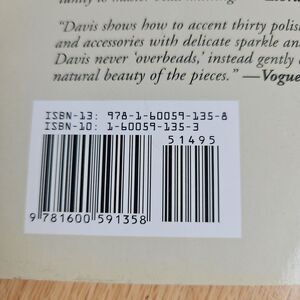 "Davis shows how to accent thirty polish
and accessories with delicate sparkle an
Davis never 'overbeads,' instead gently
natural beauty of the pieces." —Vogue
ISBN-13: 978-1-60059-135-8
ISBN-10: 1-60059-135-3
51495
9 781600 591358